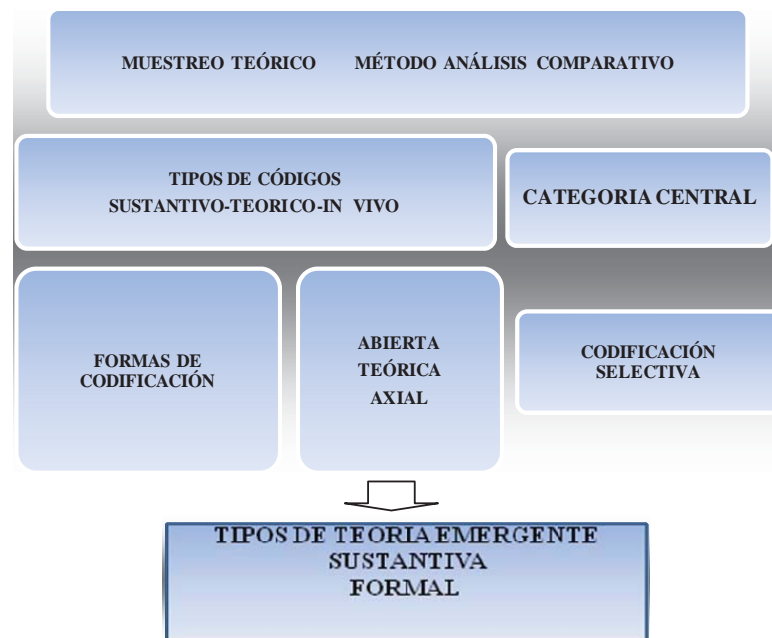 MUESTREO TEÓRICO MÉTODO ANÁLISIS COMPARATIVO
TIPOS DE CÓDIGOS
SUSTANTIVO-TEORICO-IN VIVO
CATEGORIA CENTRAL
FORMAS DE
CODIFICACIÓN
ABIERTA
TEÓRICA
AXIAL
CODIFICACIÓN
SELECTIVA
TIPOS DE TEORIA EMERGENTE
SUSTANTIVA
FORMAL